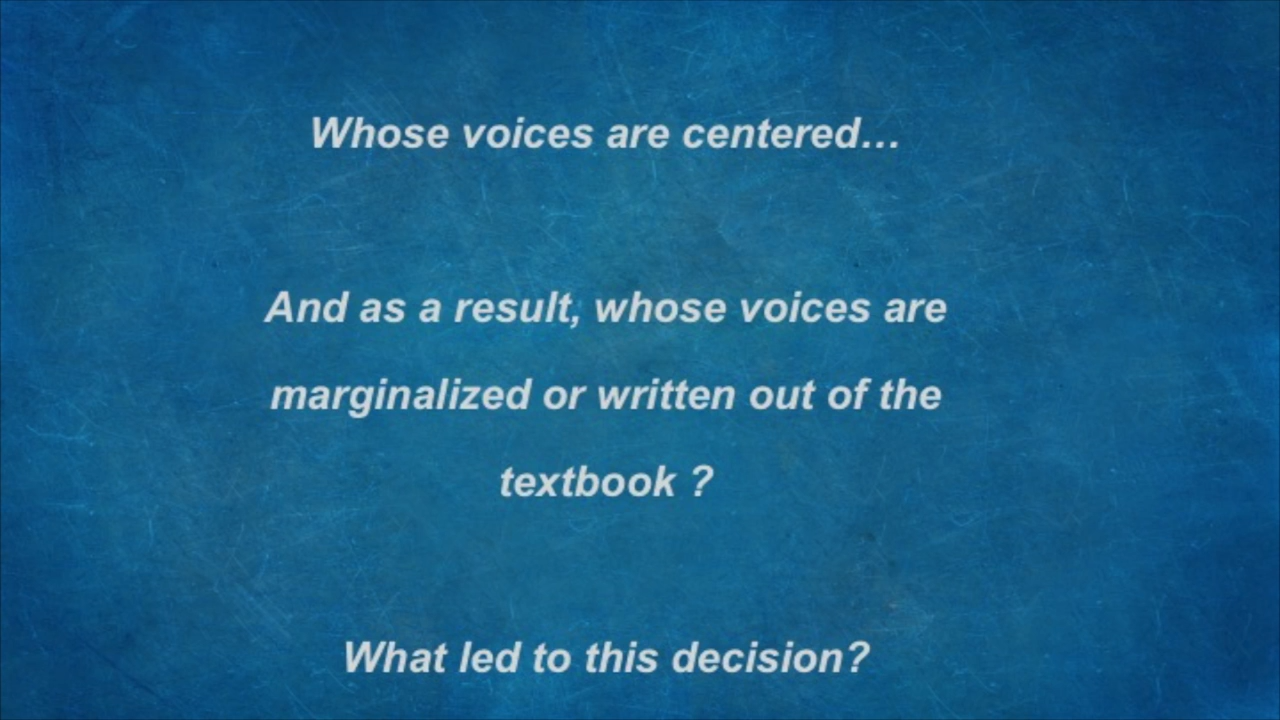 Whose voices are centered...
And as a result, whose voices are
marginalized or written out of the
textbook ?
What led to this decision?